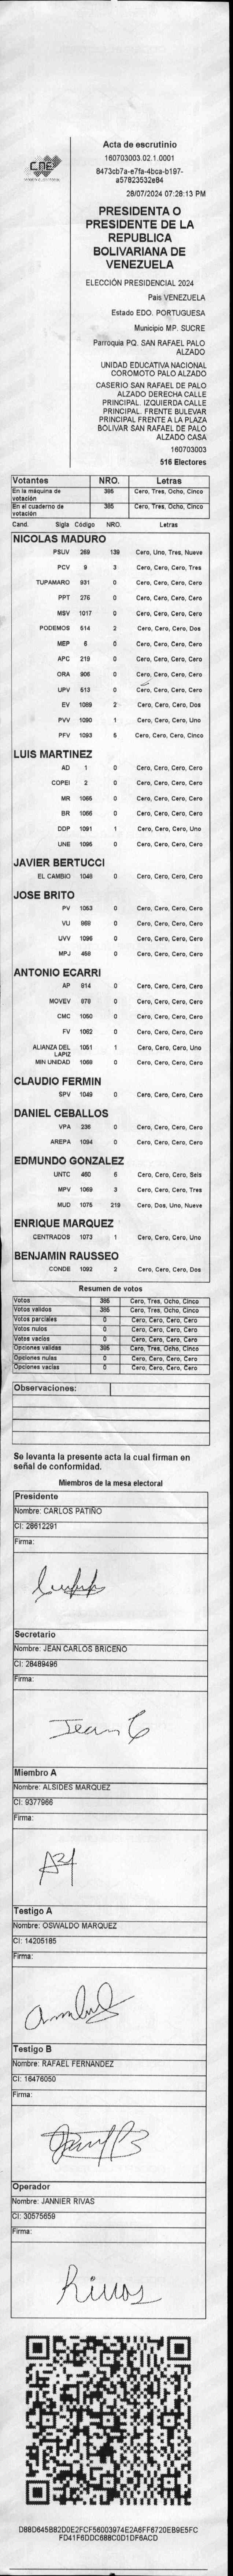 CNE
Acta de escrutinio
160703003.02.1.0001
8473cb7a-e7fa-4bca-b197-
a57823532e84
28/07/2024 07:28:13 PM
PRESIDENTA O
PRESIDENTE DE LA
REPUBLICA
BOLIVARIANA DE
VENEZUELA
ELECCIÓN PRESIDENCIAL 2024
Pais VENEZUELA
Estado EDO. PORTUGUESA
Municipio MP. SUCRE
Parroquia PQ. SAN RAFAEL PALO
ALZADO
UNIDAD EDUCATIVA NACIONAL
COROMOTO PALO ALZADO
CASERIO SAN RAFAEL DE PALO
ALZADO DERECHA CALLE
PRINCIPAL. IZQUIERDA CALLE
PRINCIPAL. FRENTE BULEVAR
PRINCIPAL FRENTE A LA PLAZA
BOLIVAR SAN RAFAEL DE PALO
ALZADO CASA
160703003
516 Electores
Votantes NRO. Letras
En la máquina de votación 385 Cero, Tres, Ocho, Cinco
En el cuaderno de votación 385 Cero, Tres, Ocho, Cinco
Cand. Sigla Código NRO. Letras
NICOLAS MADURO
PSUV 269 139 Cero, Uno, Tres, Nueve
PCV 9 3 Cero, Cero, Cero, Tres
TUPAMARO 931 0 Cero, Cero, Cero, Cero
PPT 276 0 Cero, Cero, Cero, Cero
MSV 1017 0 Cero, Cero, Cero, Cero
PODEMOS 514 2 Cero, Cero, Cero, Dos
MEP 6 0 Cero, Cero, Cero, Cero
APC 219 0 Cero, Cero, Cero, Cero
ORA 906 0 Cero, Cero, Cero, Cero
UPV 513 0 Cero, Cero, Cero, Cero
EV 1089 2 Cero, Cero, Cero, Dos
PVV 1090 1 Cero, Cero, Cero, Uno
PFV 1093 5 Cero, Cero, Cero, Cinco
LUIS MARTINEZ
AD 1 0 Cero, Cero, Cero, Cero
COPEI 2 0 Cero, Cero, Cero, Cero
MR 1065 0 Cero, Cero, Cero, Cero
BR 1066 0 Cero, Cero, Cero, Cero
DDP 1091 1 Cero, Cero, Cero, Uno
UNE 1095 0 Cero, Cero, Cero, Cero
JAVIER BERTUCCI
EL CAMBIO 1048 0 Cero, Cero, Cero, Cero
JOSE BRITO
PV 1053 0 Cero, Cero, Cero, Cero
VU 989 0 Cero, Cero, Cero, Cero
UVV 1096 0 Cero, Cero, Cero, Cero
MPJ 458 0 Cero, Cero, Cero, Cero
ANTONIO ECARRI
AP 914 0 Cero, Cero, Cero, Cero
MOVEV 978 0 Cero, Cero, Cero, Cero
CMC 1050 0 Cero, Cero, Cero, Cero
FV 1062 0 Cero, Cero, Cero, Cero
ALIANZA DEL LAPIZ 1051 1 Cero, Cero, Cero, Uno
MIN UNIDAD 1068 0 Cero, Cero, Cero, Cero
CLAUDIO FERMIN
SPV 1049 0 Cero, Cero, Cero, Cero
DANIEL CEBALLOS
VPA 236 0 Cero, Cero, Cero, Cero
AREPA 1094 0 Cero, Cero, Cero, Cero
EDMUNDO GONZALEZ
UNTC 460 6 Cero, Cero, Cero, Seis
MPV 1069 3 Cero, Cero, Cero, Tres
MUD 1075 219 Cero, Dos, Uno, Nueve
ENRIQUE MARQUEZ
CENTRADOS 1073 1 Cero, Cero, Cero, Uno
BENJAMIN RAUSSEO
CONDE 1092 2 Cero, Cero, Cero, Dos
Resumen de votos
Votos 385 Cero, Tres, Ocho, Cinco
Votos validos 385 Cero, Tres, Ocho, Cinco
Votos parciales 0 Cero, Cero, Cero, Cero
Votos nulos 0 Cero, Cero, Cero, Cero
Votos vacios 0 Cero, Cero, Cero, Cero
Opciones validas 385 Cero, Tres, Ocho, Cinco
Opciones nulas 0 Cero, Cero, Cero, Cero
Opciones vacias 0 Cero, Cero, Cero, Cero
Observaciones:
Se levanta la presente acta la cual firman en
señal de conformidad.
Miembros de la mesa electoral
Presidente
Nombre: CARLOS PATIÑO
CI: 28612291
Firma:
Secretario
Nombre: JEAN CARLOS BRICEÑO
CI: 28489496
Firma:
Jean C
Miembro A
Nombre: ALSIDES MARQUEZ
CI: 9377966
Firma:
Testigo A
Nombre: OSWALDO MARQUEZ
CI: 14205185
Firma:
Testigo B
Nombre: RAFAEL FERNANDEZ
CI: 16476050
Firma:
Operador
Nombre: JANNIER RIVAS
CI: 30575659
Firma:
Rivas
D88D645B82D0E2FCF56003974E2A6FF6720EB9E5FC
FD41F6DDC688C0D1DF6ACD